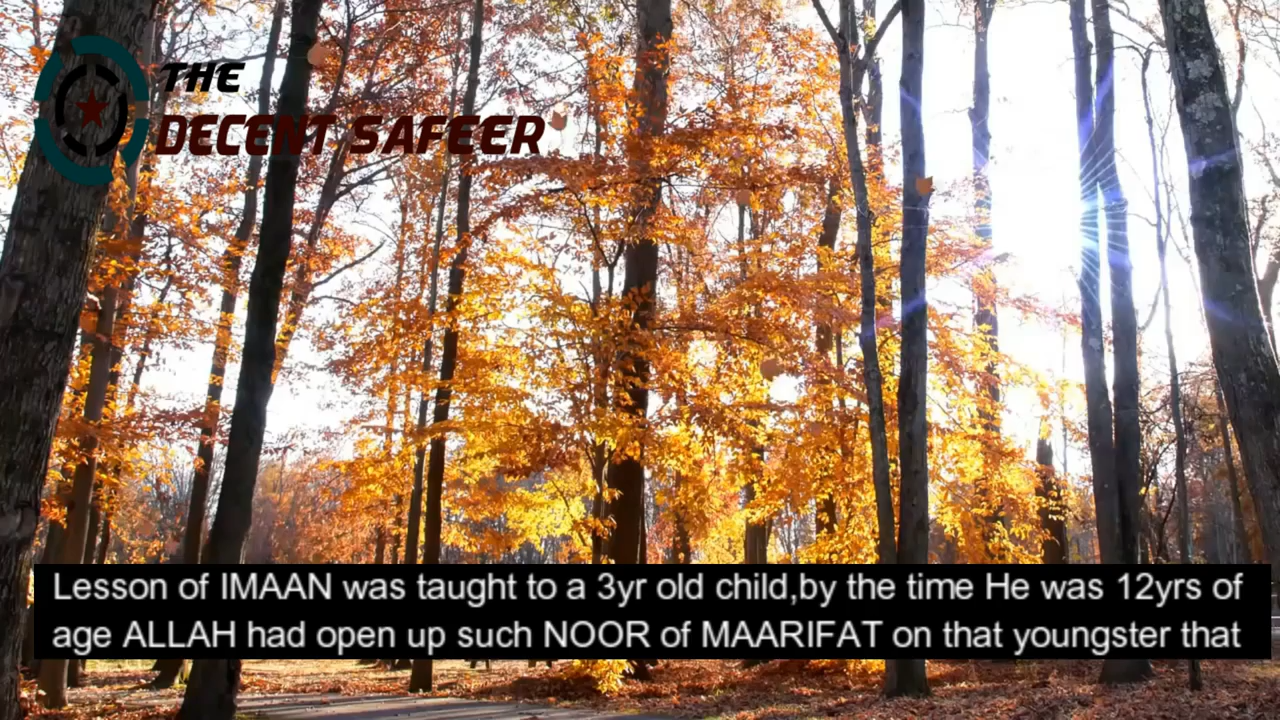 THE
DECENT SAFEER
Lesson of IMAAN was taught to a 3yr old child,by the time He was 12yrs of
age ALLAH had open up such NOOR of MAARIFAT on that youngster that